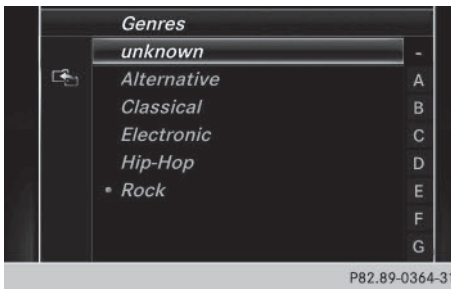 Genres
unknown -
Alternative A
Classical B
Electronic C
Hip-Hop D
• Rock E
F
G
P82.89-0364-31